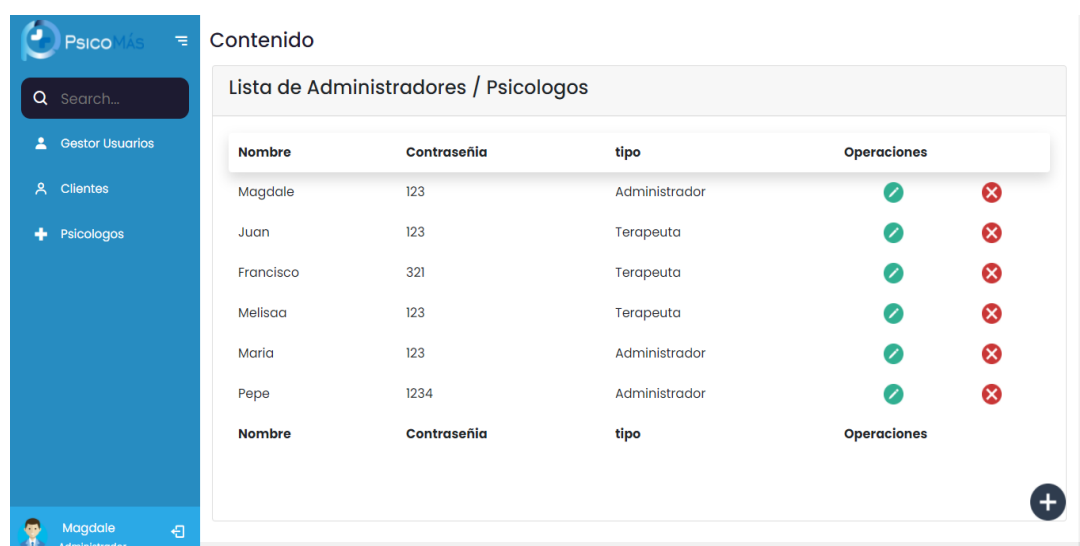 PsicoMás
Contenido
Search...
Gestor Usuarios
Clientes
Psicologos
Lista de Administradores / Psicologos
Nombre Contraseñia tipo Operaciones
Magdale 123 Administrador
Juan 123 Terapeuta
Francisco 321 Terapeuta
Melisaa 123 Terapeuta
Maria 123 Administrador
Pepe 1234 Administrador
Nombre Contraseñia tipo Operaciones
Magdale
Administrador